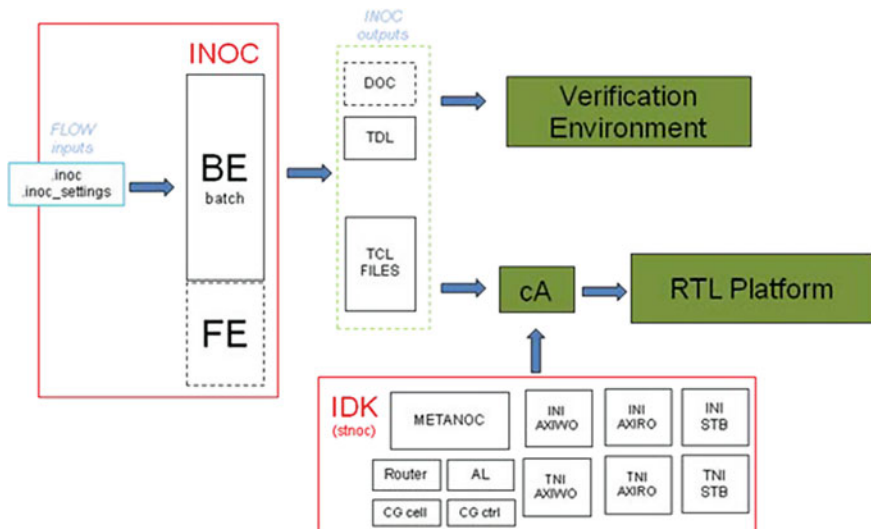 INOC
outputs
INOC
DOC
Verification
Environment
FLOW
inputs
TDL
.inoc
.inoc_settings
BE
batch
TCL
FILES
cA
RTL Platform
FE
IDK
(stnoc)
METANOC
INI
AXIWO
INI
AXIRO
INI
STB
Router
AL
TNI
AXIWO
TNI
AXIRO
TNI
STB
CG cell
CG ctrl